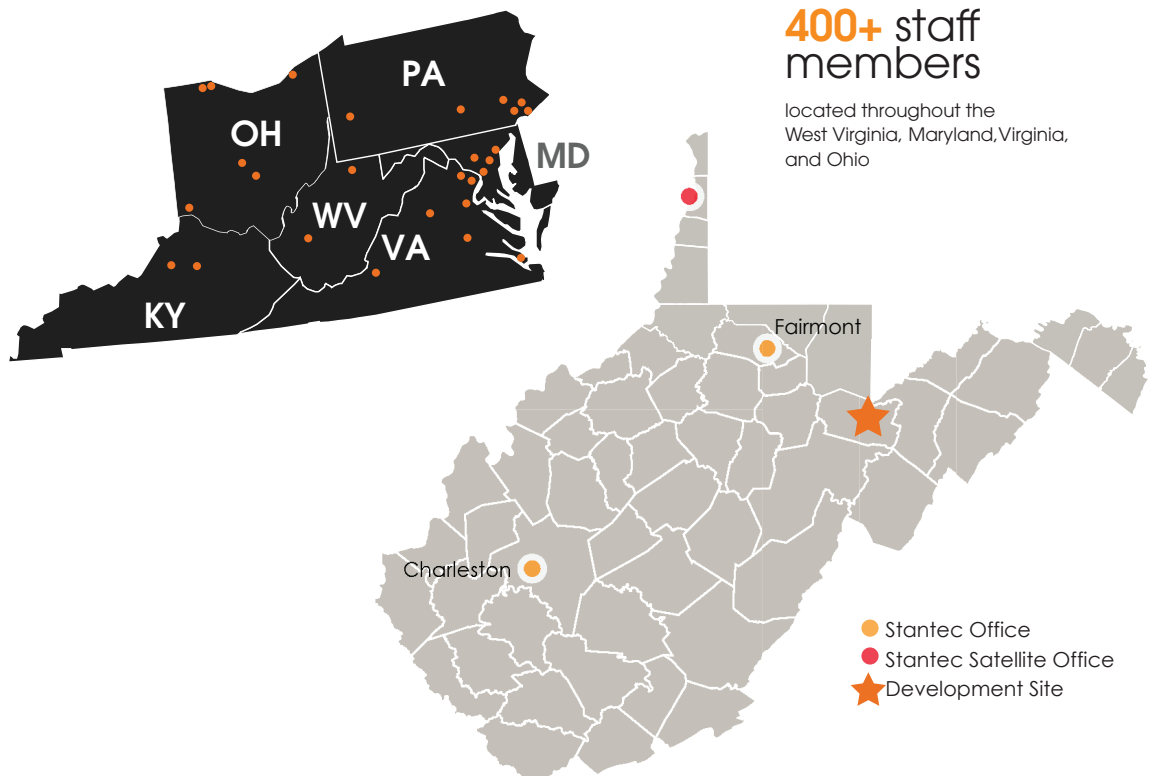 400+ staff
members
located throughout the
West Virginia, Maryland,Virginia,
and Ohio
PA
OH
MD
WV
VA
KY
Fairmont
Charleston
Stantec Office
Stantec Satellite Office
Development Site